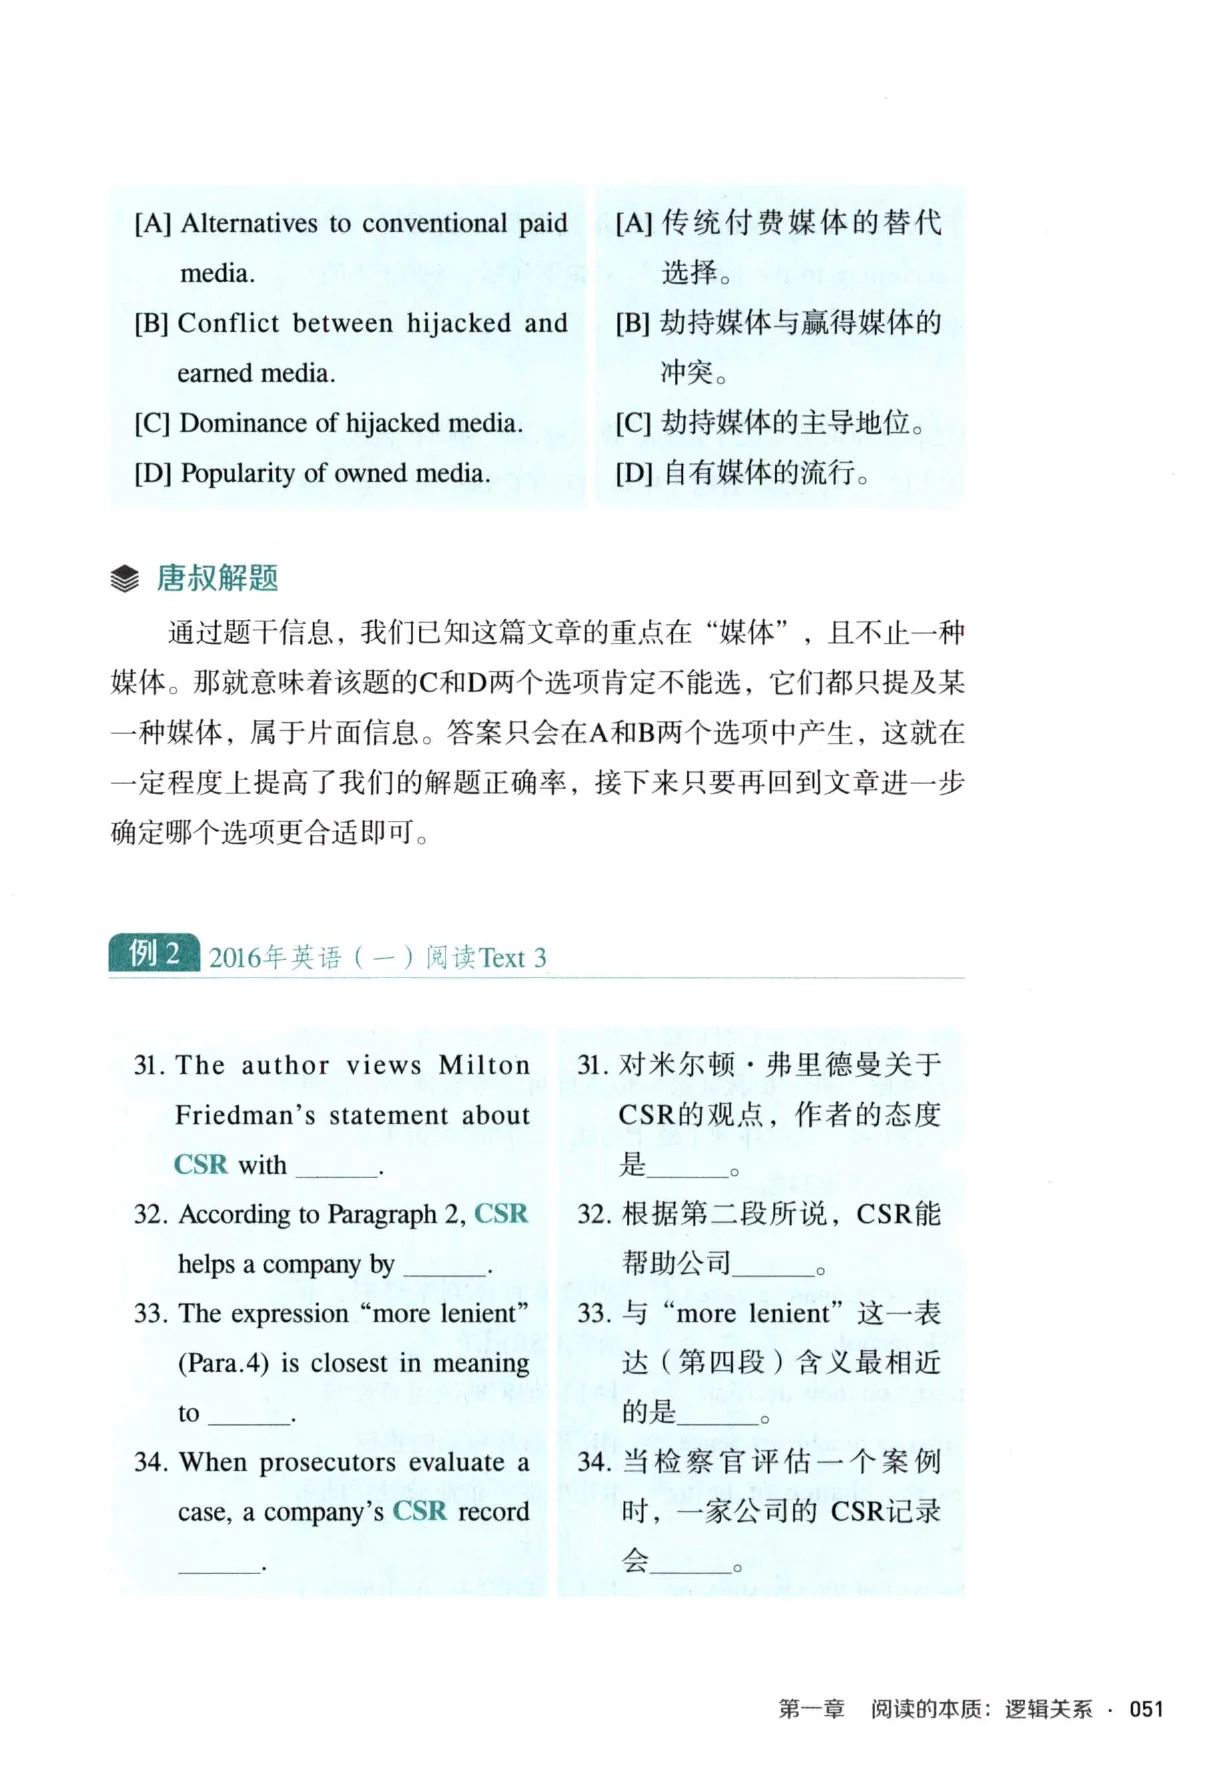 [A] Alternatives to conventional paid
media.
[B] Conflict between hijacked and
earned media.
[C] Dominance of hijacked media.
[D] Popularity of owned media.
[A] 传统付费媒体的替代
选择。
[B] 劫持媒体与赢得媒体的
冲突。
[C] 劫持媒体的主导地位。
[D] 自有媒体的流行。
唐叔解题
通过题干信息，我们已知这篇文章的重点在“媒体”，且不止一种
媒体。那就意味着该题的C和D两个选项肯定不能选，它们都只提及某
一种媒体，属于片面信息。答案只会在A和B两个选项中产生，这就在
一定程度上提高了我们的解题正确率，接下来只要再回到文章进一步
确定哪个选项更合适即可。
例 2 2016年英语（一）阅读Text 3
31. The author views Milton
Friedman’s statement about
CSR with ______.
32. According to Paragraph 2, CSR
helps a company by ______.
33. The expression “more lenient”
(Para.4) is closest in meaning
to ______.
34. When prosecutors evaluate a
case, a company’s CSR record
______.
31. 对米尔顿·弗里德曼关于
CSR的观点，作者的态度
是______。
32. 根据第二段所说，CSR能
帮助公司______。
33. 与“more lenient”这一表
达（第四段）含义最相近
的是______。
34. 当检察官评估一个案例
时，一家公司的 CSR记录
会______。
第一章 阅读的本质：逻辑关系 · 051